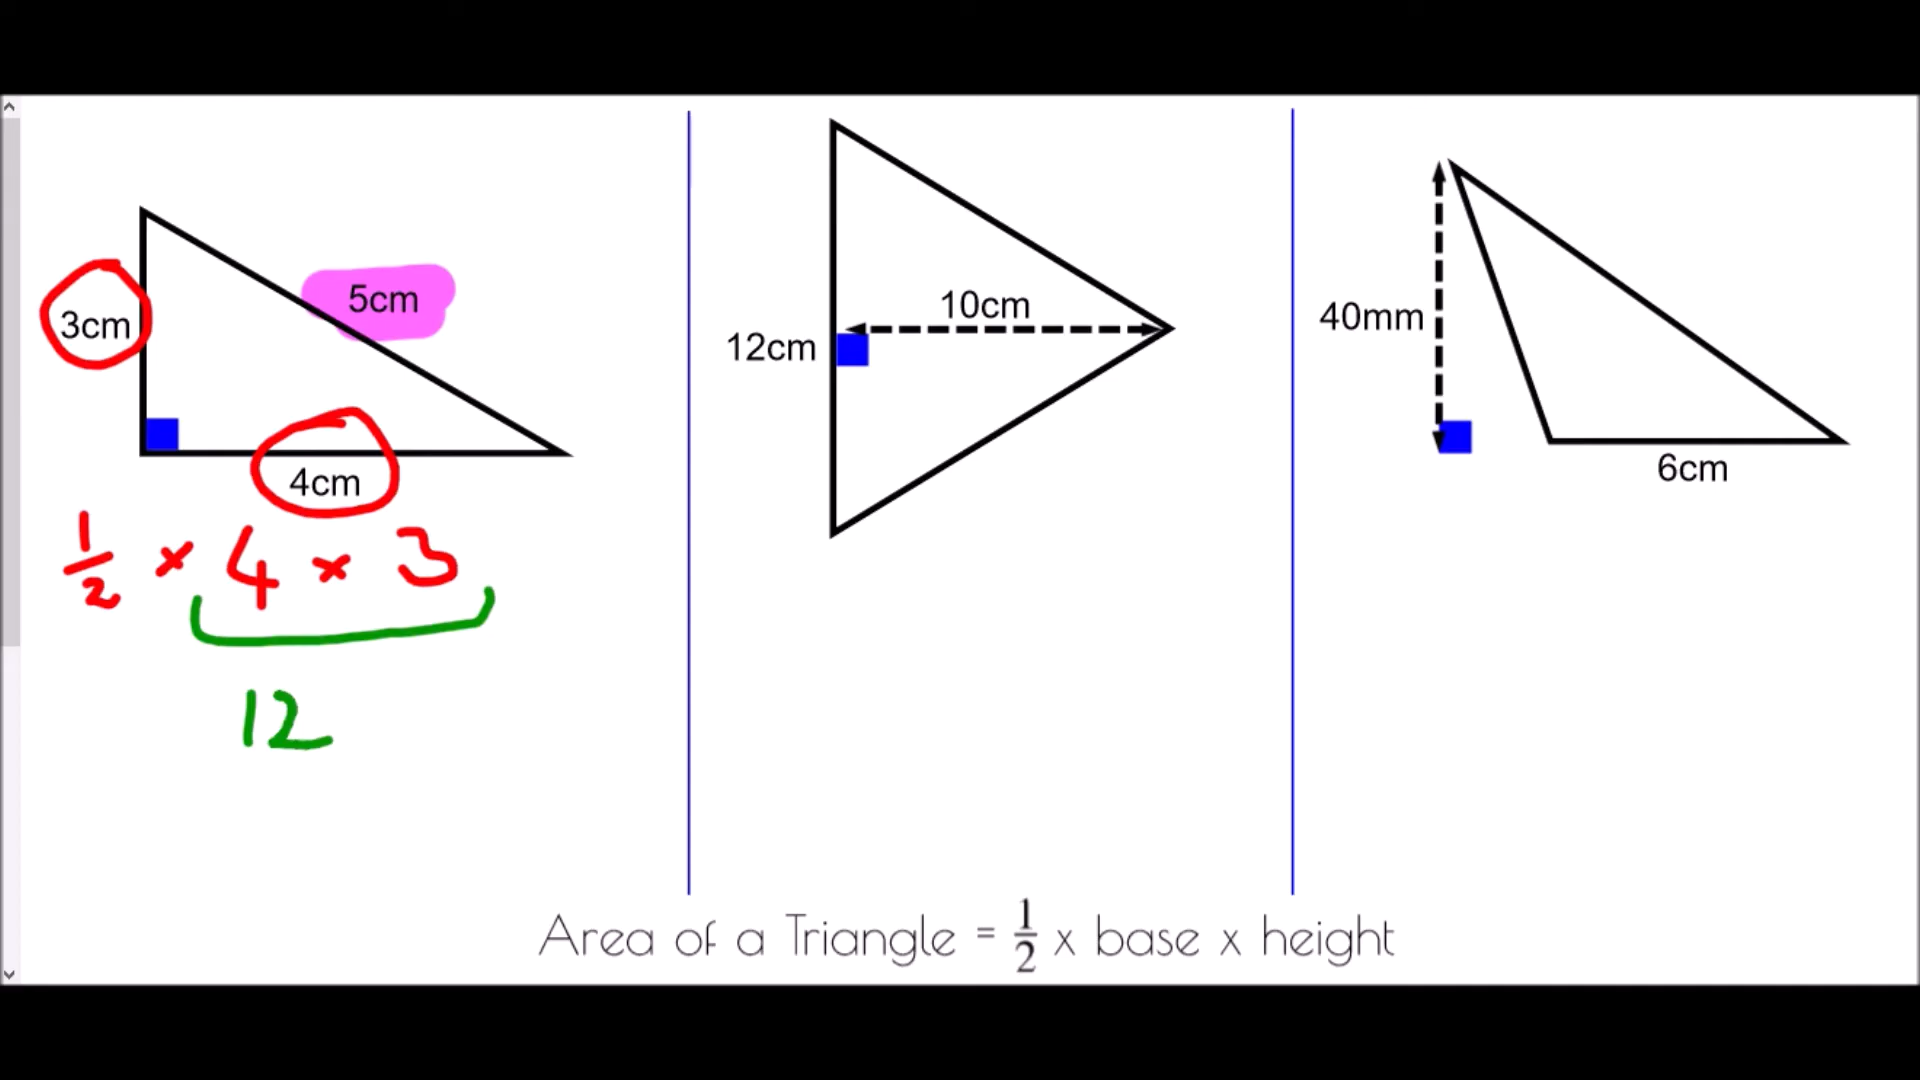 3cm
5cm
4cm
1/2 × 4 × 3
12
10cm
12cm
40mm
6cm
Area of a Triangle = 1/2 x base x height